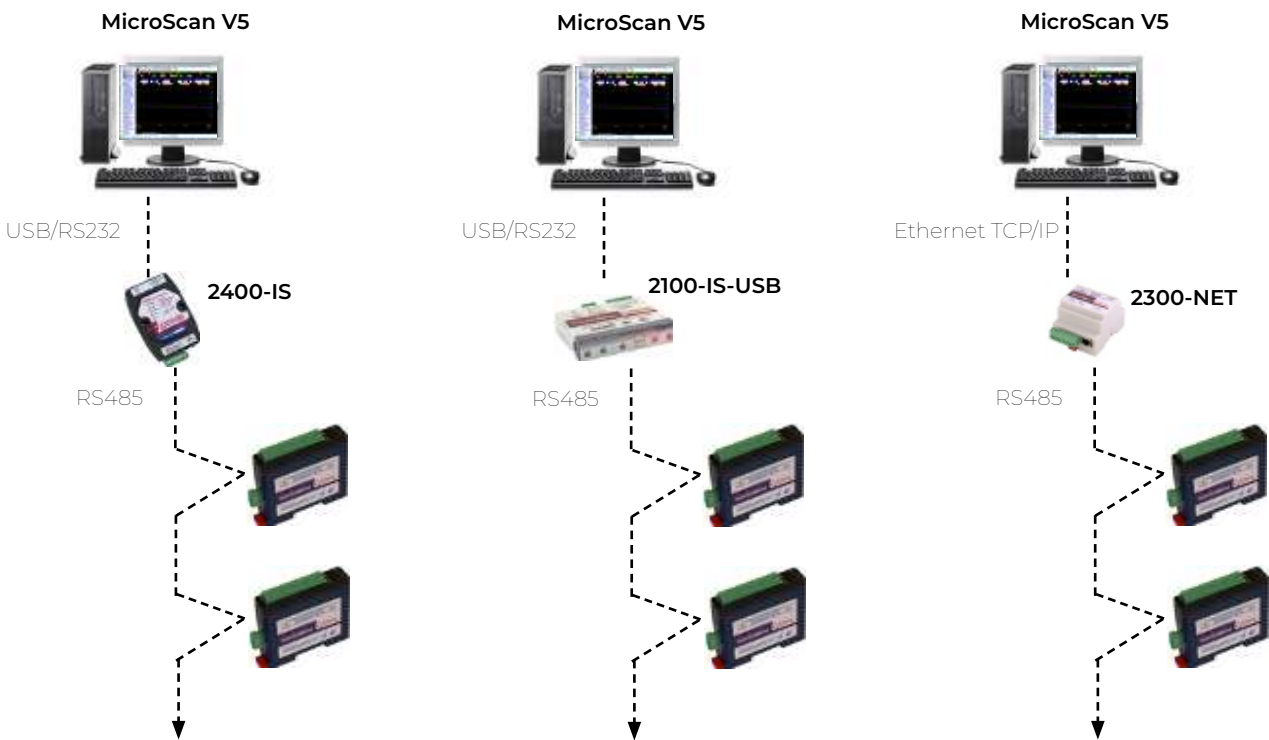 MicroScan V5
MicroScan V5
MicroScan V5
USB/RS232
USB/RS232
Ethernet TCP/IP
2400-IS
2100-IS-USB
2300-NET
RS485
RS485
RS485